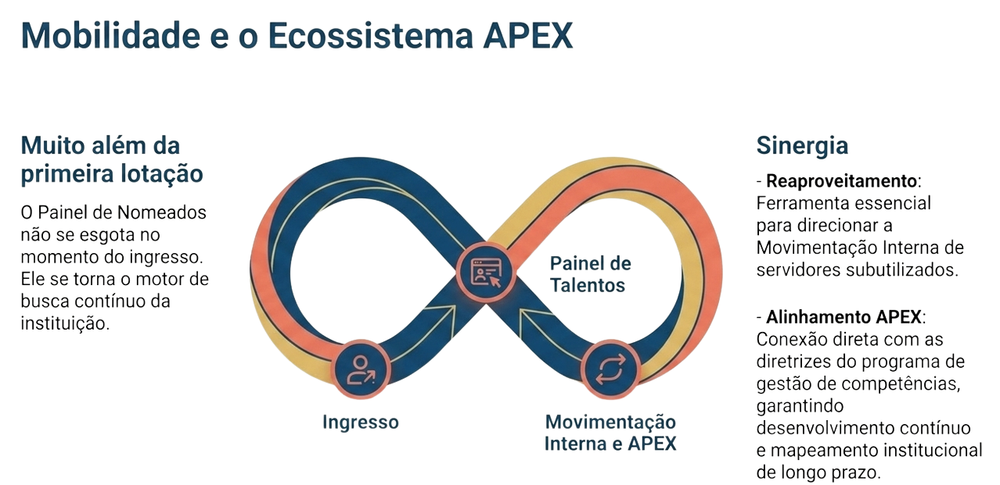 Mobilidade e o Ecossistema APEX
Muito além da
primeira lotação
O Painel de Nomeados
não se esgota no
momento do ingresso.
Ele se torna o motor de
busca contínuo da
instituição.
Painel de
Talentos
Ingresso
Movimentação
Interna e APEX
Sinergia
- Reaproveitamento:
Ferramenta essencial
para direcionar a
Movimentação Interna de
servidores subutilizados.
- Alinhamento APEX:
Conexão direta com as
diretrizes do programa de
gestão de competências,
garantindo
desenvolvimento contínuo
e mapeamento institucional
de longo prazo.